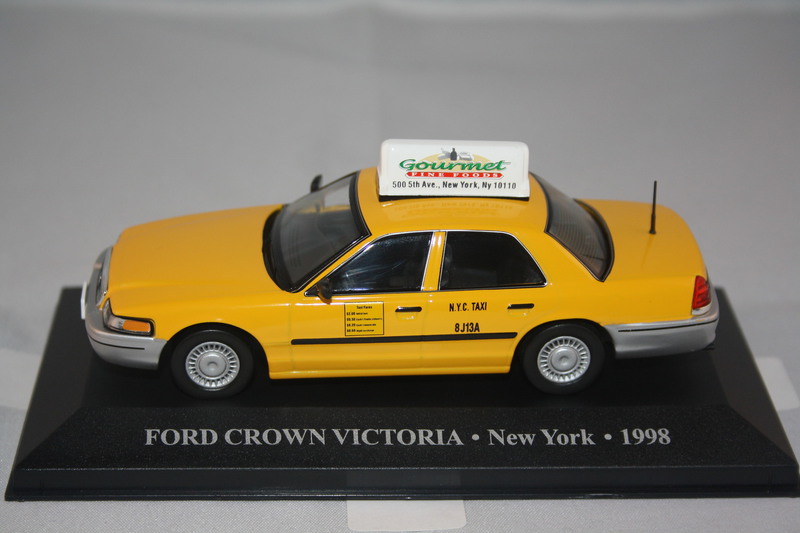 Gourmet
FINE FOODS
500 5th Ave., New York, Ny 10110
N.Y.C. TAXI
8J13A
FORD CROWN VICTORIA • New York • 1998